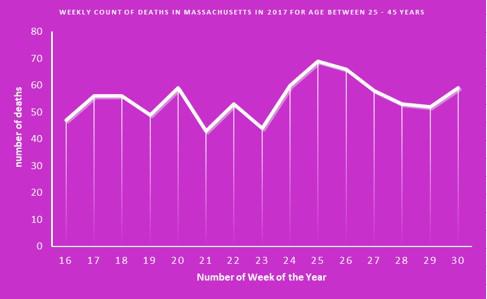 WEEKLY COUNT OF DEATHS IN MASSACHUSETTS IN 2017 FOR AGE BETWEEN 25 - 45 YEARS
80
70
60
50
40
30
20
10
0
number of deaths
16 17 18 19 20 21 22 23 24 25 26 27 28 29 30
Number of Week of the Year